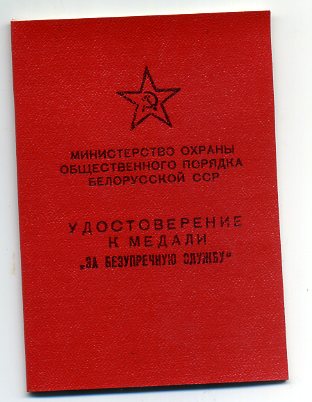 МИНИСТЕРСТВО ОХРАНЫ
ОБЩЕСТВЕННОГО ПОРЯДКА
БЕЛОРУССКОЙ ССР
УДОСТОВЕРЕНИЕ
К МЕДАЛИ
„ЗА БЕЗУПРЕЧНУЮ СЛУЖБУ“